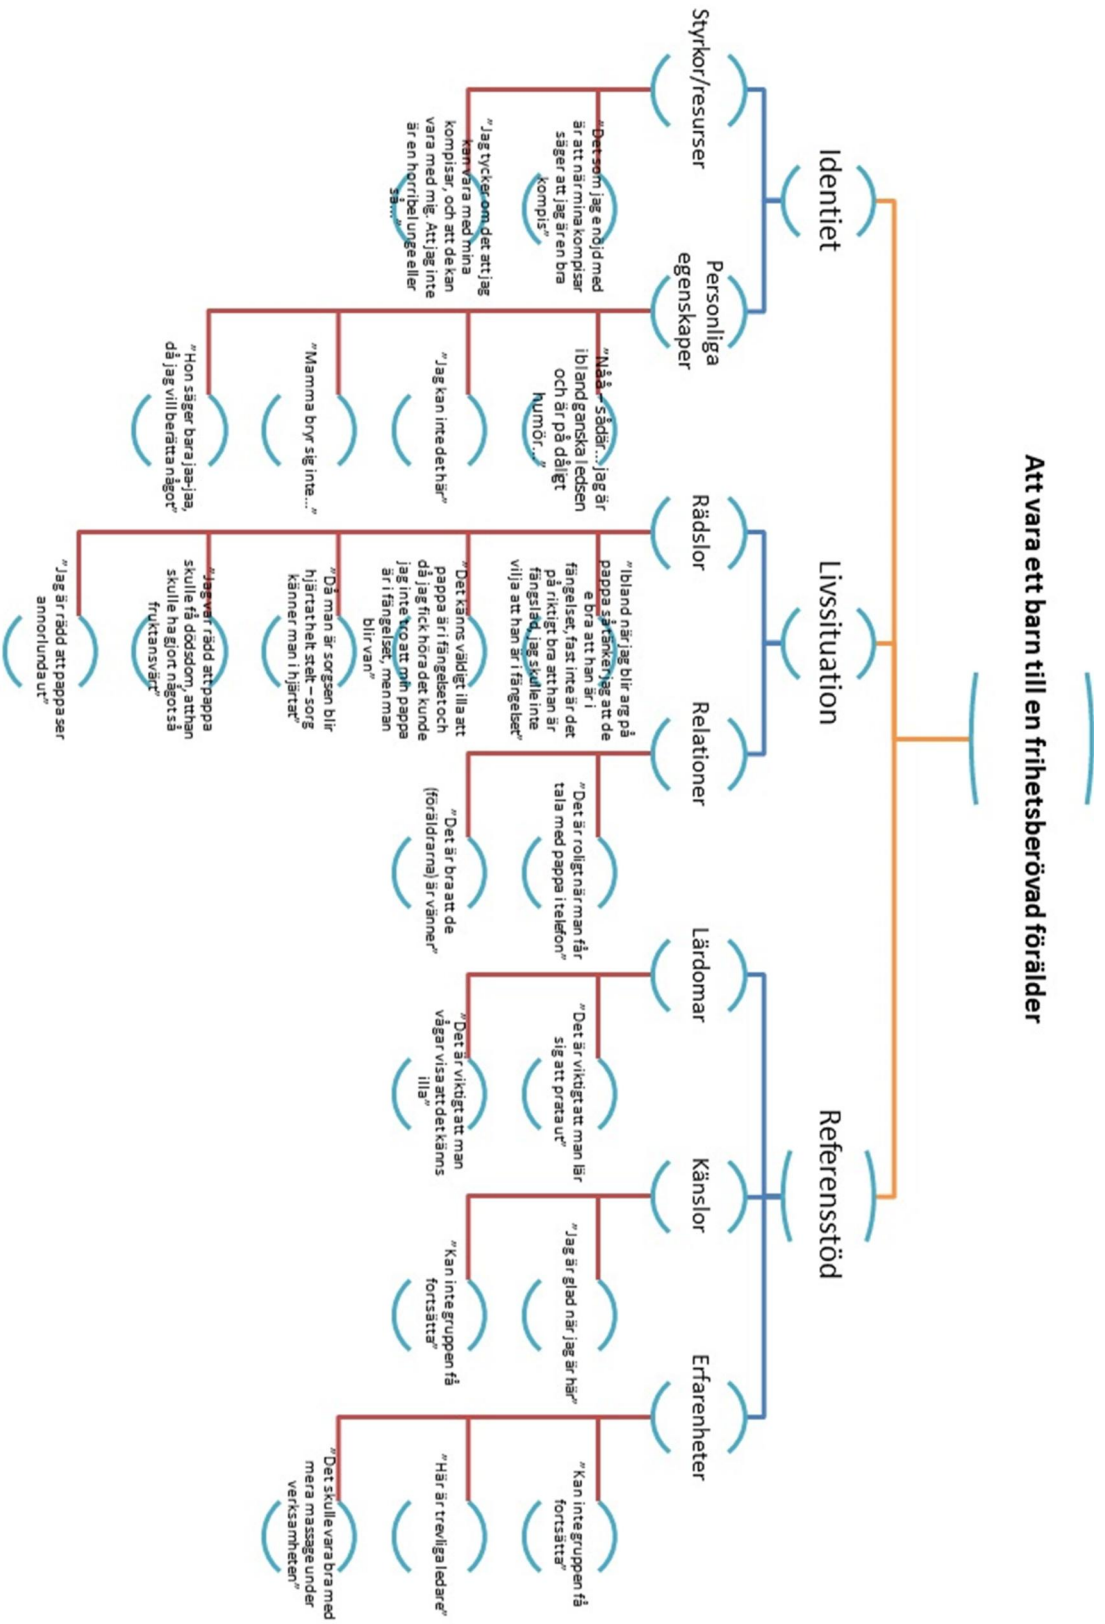 Att vara ett barn till en frihetsberövad förälder
Identiet
Styrkor/resurser
"Det som jag e nöjd med
är att när mina kompisar
säger att jag är en bra
kompis"
"Jag tycker om det att jag
kan vara med mina
kompisar, och att de kan
vara med mig. Att jag inte
är en horribel unge eller
så..."
Personliga
egenskaper
"Nåå – sådär... jag är
ibland ganska ledsen
och är på dåligt
humör..."
"Jag kan inte det här"
"Mamma bryr sig inte..."
"Hon säger bara jaa-jaa,
då jag vill berätta något"
Livssituation
Rädslor
"Ibland när jag blir arg på
pappa så tänker jag att de
e bra att han är i
fängelset, fast inte är det
på riktigt bra att han är
fängslad, jag skulle inte
vilja att han är i fängelset"
"Det känns väldigt illa att
pappa är i fängelset och
då jag fick höra det kunde
jag inte tro att min pappa
är i fängelset, men man
blir van"
"Då man är sorgsen blir
hjärtat helt stelt – sorg
känner man i hjärtat"
"Jag var rädd att pappa
skulle få dödsdom, att han
skulle ha gjort något så
fruktansvärt"
"Jag är rädd att pappa ser
annorlunda ut"
Relationer
"Det är roligt när man får
tala med pappa i telefon"
"Det är bra att de
(föräldrarna) är vänner"
Referensstöd
Lärdomar
"Det är viktigt att man lär
sig att prata ut"
"Det är viktigt att man
vågar visa att det känns
illa"
Känslor
"Jag är glad när jag är här"
"Kan inte gruppen få
fortsätta"
Erfarenheter
"Kan inte gruppen få
fortsätta"
"Här är trevliga ledare"
"Det skulle vara bra med
mera massage under
verksamheten"